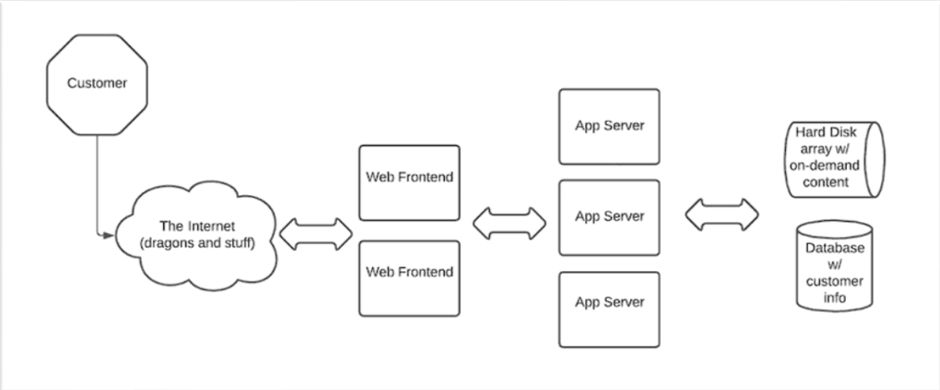 Customer
The Internet
(dragons and stuff)
Web Frontend
Web Frontend
App Server
App Server
App Server
Hard Disk
array w/
on-demand
content
Database
w/
customer
info